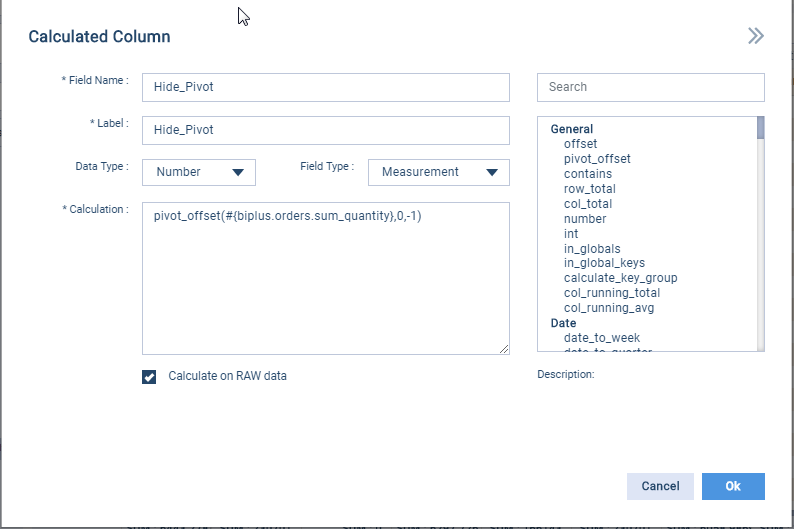 Calculated Column
* Field Name :
Hide_Pivot
Search
* Label :
Hide_Pivot
Data Type :
Number
Field Type :
Measurement
* Calculation :
pivot_offset(#{biplus.orders.sum_quantity},0,-1)
General
offset
pivot_offset
contains
row_total
col_total
number
int
in_globals
in_global_keys
calculate_key_group
col_running_total
col_running_avg
Date
date_to_week
date_to_quarter
Calculate on RAW data
Description:
Cancel
Ok